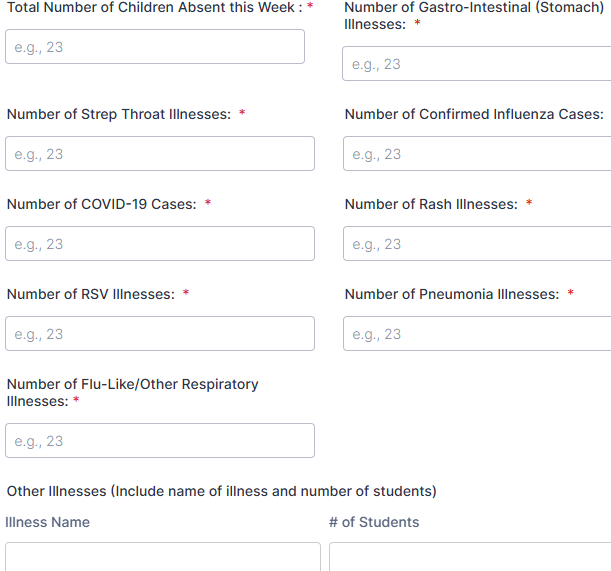 Total Number of Children Absent this Week : *
Number of Gastro-Intestinal (Stomach)
Illnesses: *
e.g., 23
e.g., 23
Number of Strep Throat Illnesses: *
Number of Confirmed Influenza Cases:
e.g., 23
e.g., 23
Number of COVID-19 Cases: *
Number of Rash Illnesses: *
e.g., 23
e.g., 23
Number of RSV Illnesses: *
Number of Pneumonia Illnesses: *
e.g., 23
e.g., 23
Number of Flu-Like/Other Respiratory
Illnesses: *
e.g., 23
Other Illnesses (Include name of illness and number of students)
Illness Name
# of Students